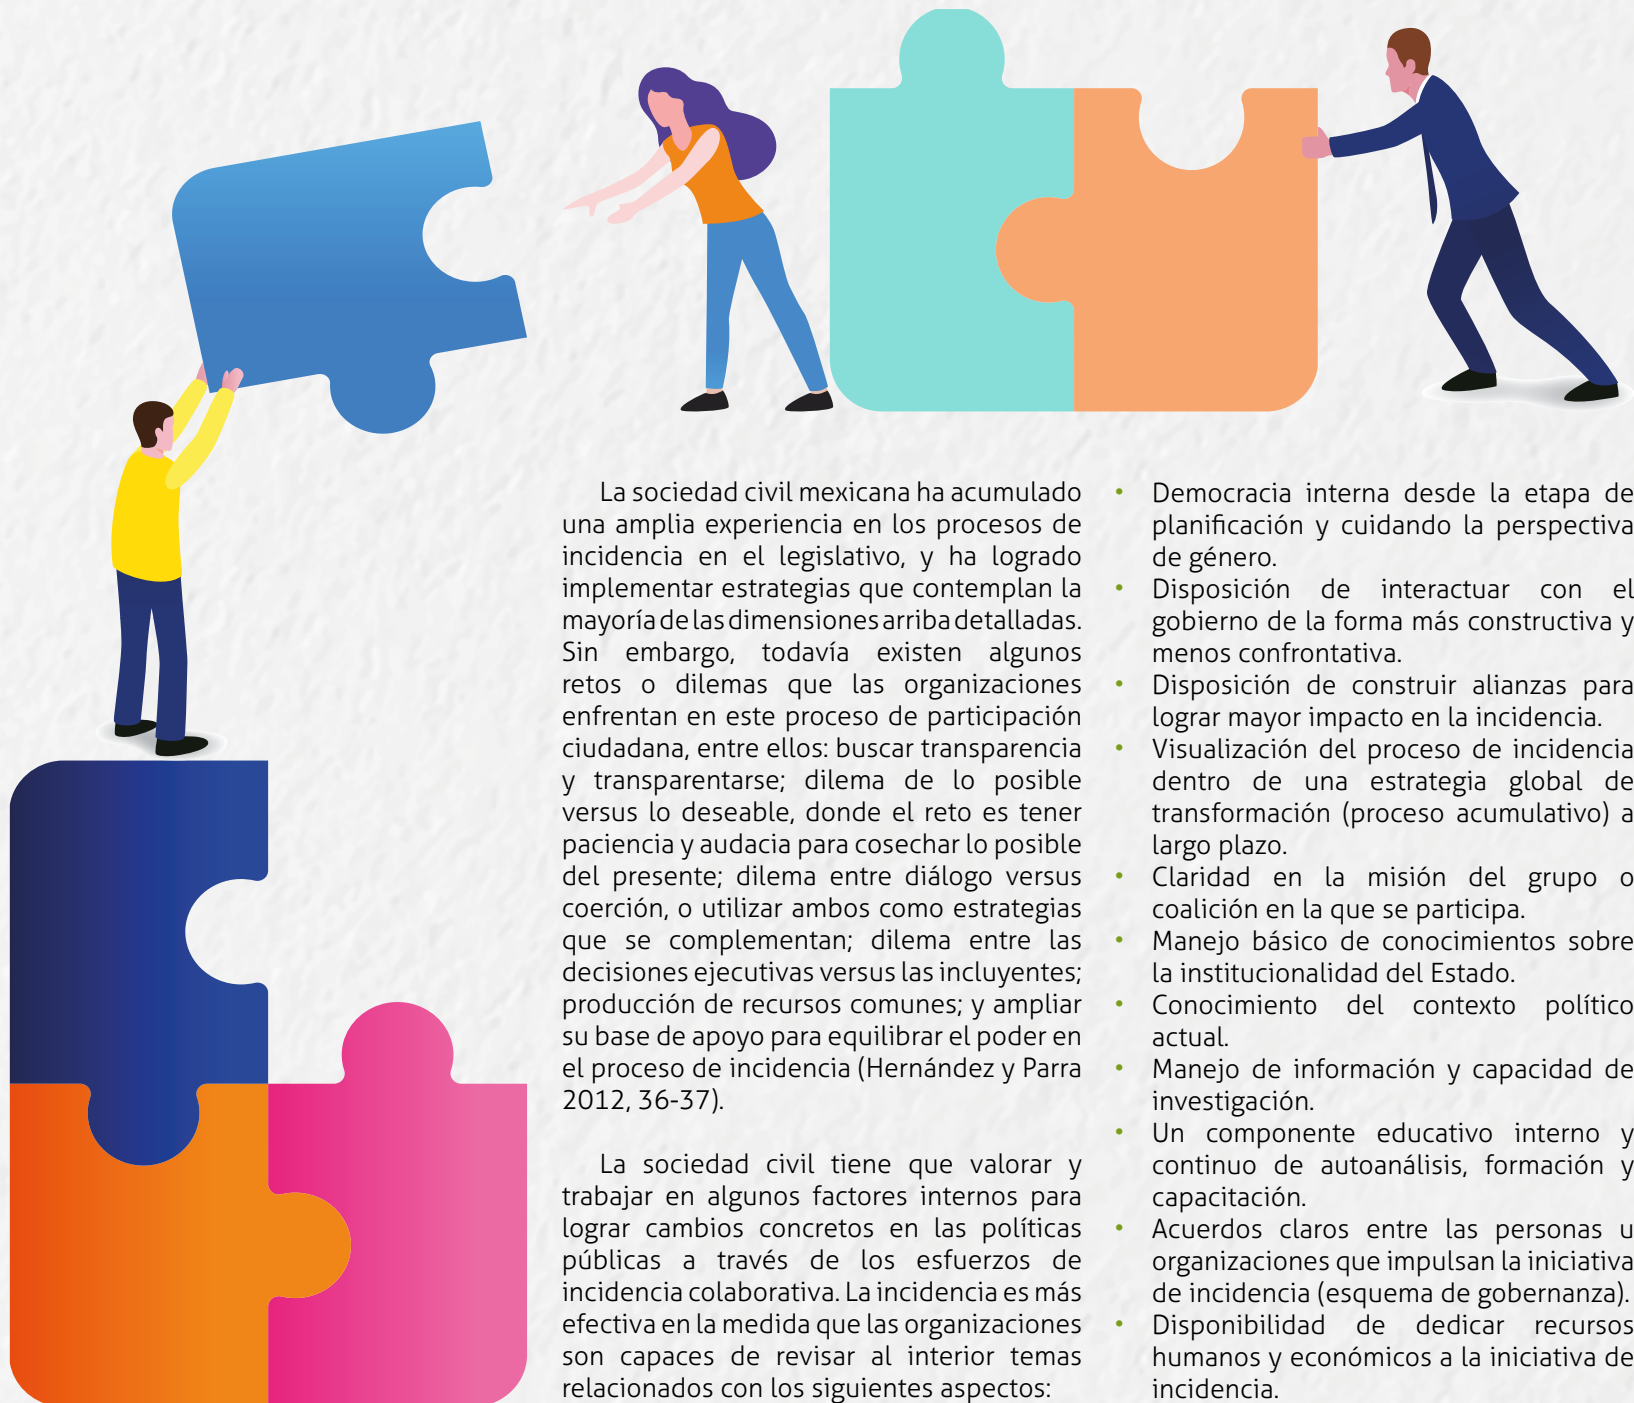 La sociedad civil mexicana ha acumulado
una amplia experiencia en los procesos de
incidencia en el legislativo, y ha logrado
implementar estrategias que contemplan la
mayoría de las dimensiones arriba detalladas.
Sin embargo, todavía existen algunos
retos o dilemas que las organizaciones
enfrentan en este proceso de participación
ciudadana, entre ellos: buscar transparencia
y transparentarse; dilema de lo posible
versus lo deseable, donde el reto es tener
paciencia y audacia para cosechar lo posible
del presente; dilema entre diálogo versus
coerción, o utilizar ambos como estrategias
que se complementan; dilema entre las
decisiones ejecutivas versus las incluyentes;
producción de recursos comunes; y ampliar
su base de apoyo para equilibrar el poder en
el proceso de incidencia (Hernández y Parra
2012, 36-37).
La sociedad civil tiene que valorar y
trabajar en algunos factores internos para
lograr cambios concretos en las políticas
públicas a través de los esfuerzos de
incidencia colaborativa. La incidencia es más
efectiva en la medida que las organizaciones
son capaces de revisar al interior temas
relacionados con los siguientes aspectos:
• Democracia interna desde la etapa de
planificación y cuidando la perspectiva
de género.
• Disposición de interactuar con el
gobierno de la forma más constructiva y
menos confrontativa.
• Disposición de construir alianzas para
lograr mayor impacto en la incidencia.
• Visualización del proceso de incidencia
dentro de una estrategia global de
transformación (proceso acumulativo) a
largo plazo.
• Claridad en la misión del grupo o
coalición en la que se participa.
• Manejo básico de conocimientos sobre
la institucionalidad del Estado.
• Conocimiento del contexto político
actual.
• Manejo de información y capacidad de
investigación.
• Un componente educativo interno y
continuo de autoanálisis, formación y
capacitación.
• Acuerdos claros entre las personas u
organizaciones que impulsan la iniciativa
de incidencia (esquema de gobernanza).
• Disponibilidad de dedicar recursos
humanos y económicos a la iniciativa de
incidencia.